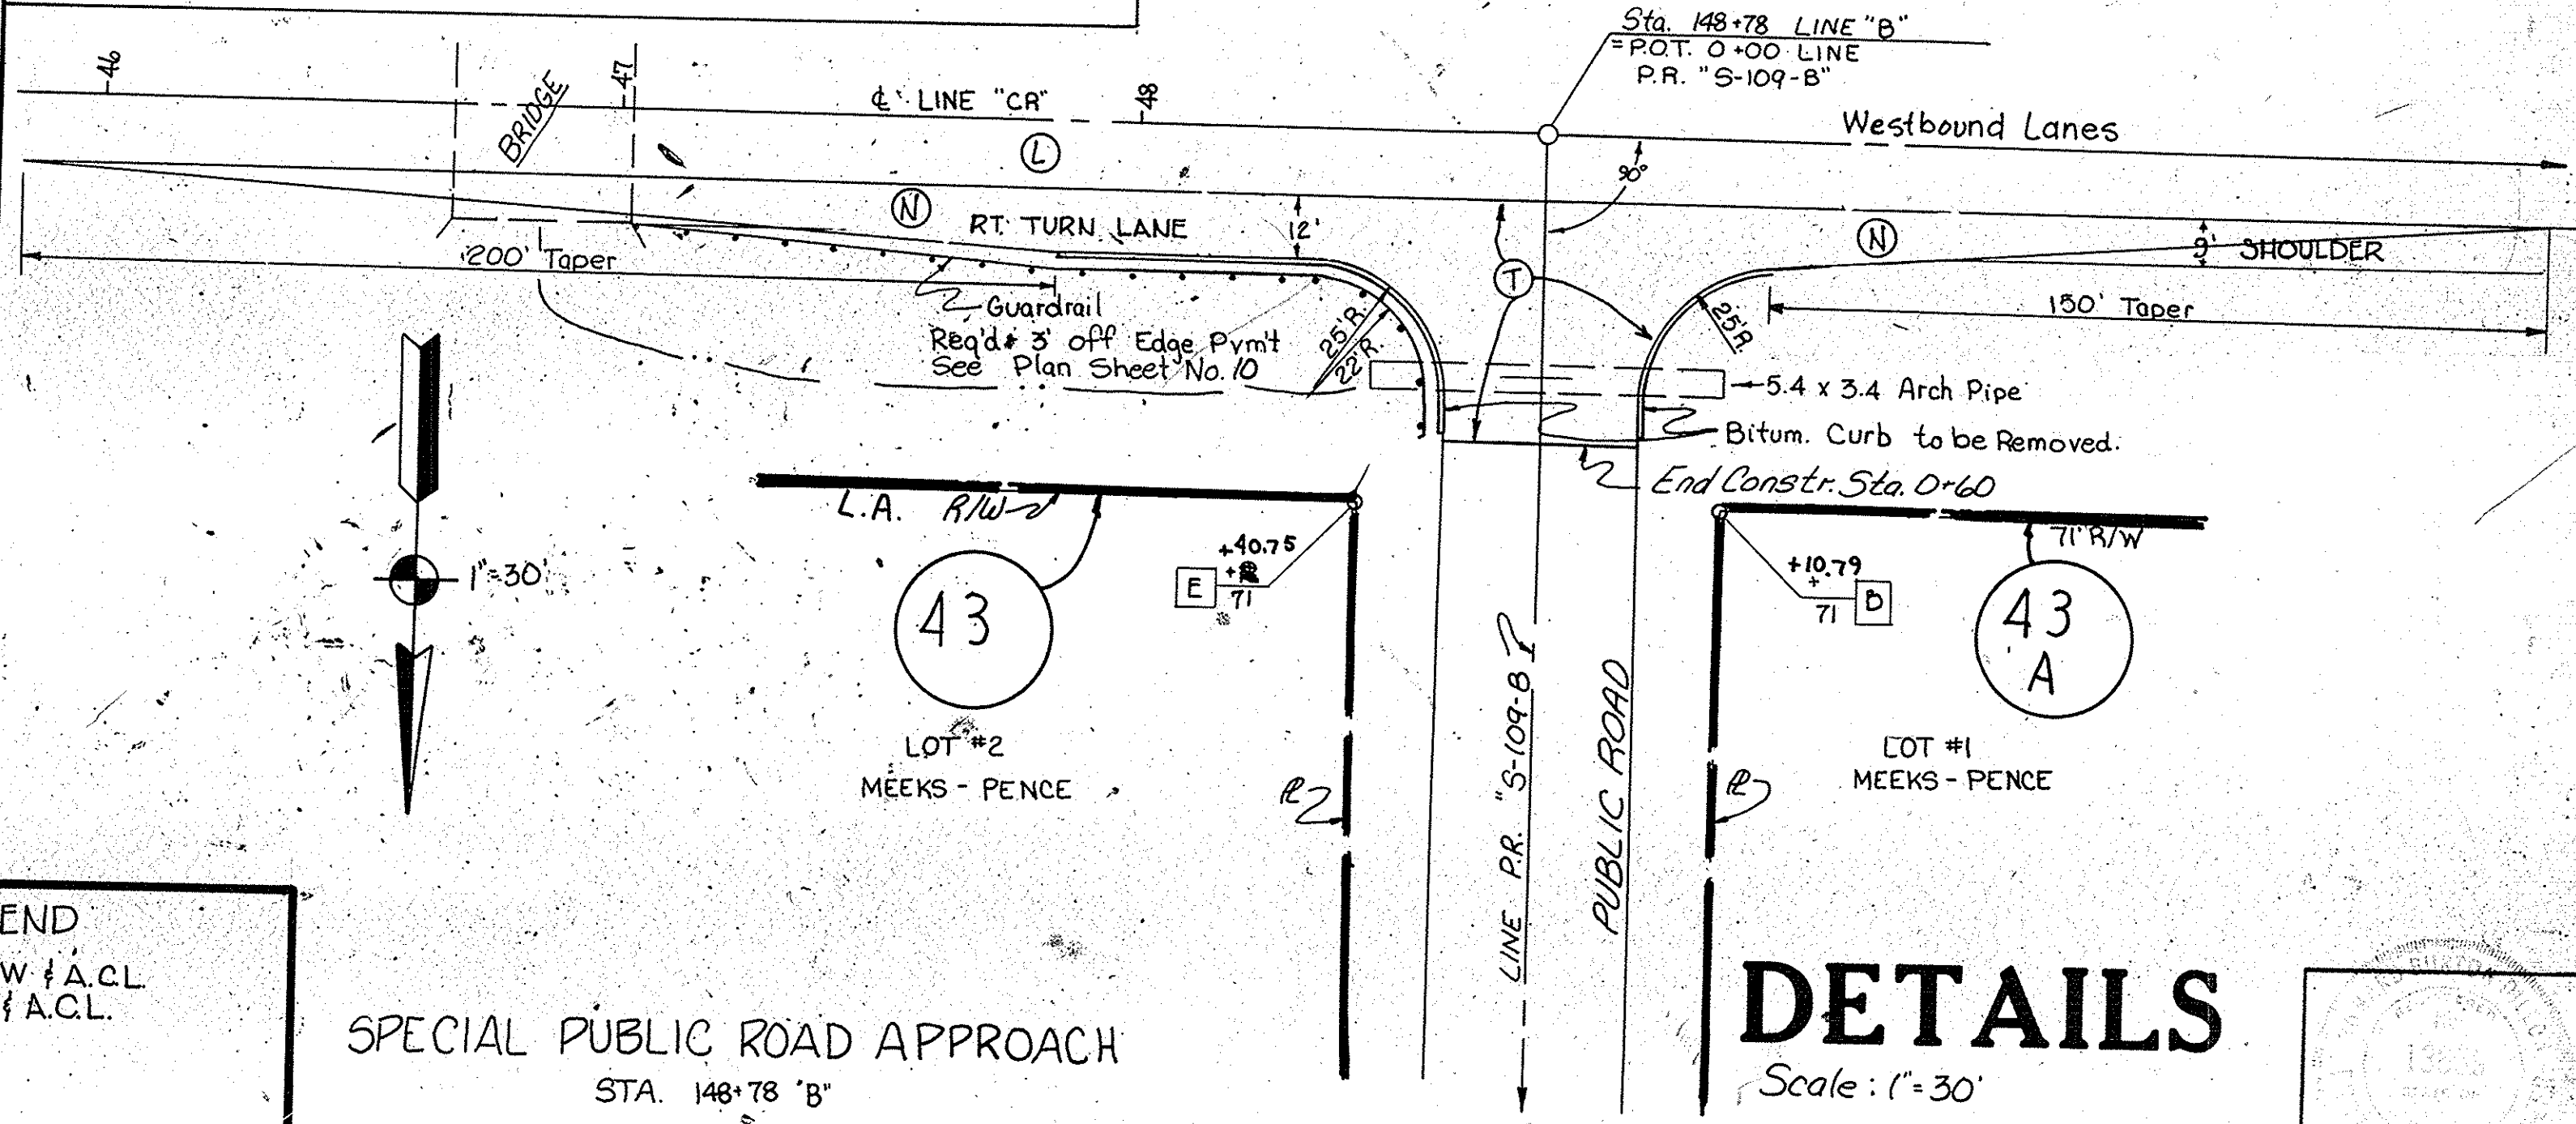 Sta. 148+78 LINE "B"
= P.O.T. 0+00 LINE
P.R. "S-109-B"
46
BRIDGE
47
℄ LINE "CR"
48
L
Westbound Lanes
90°
N
RT. TURN LANE
12'
T
N
9' SHOULDER
200' Taper
150' Taper
Guardrail
Req'd 3' off Edge Pvm't
See Plan Sheet No. 10
25'R.
22'R.
25'R.
5.4 x 3.4 Arch Pipe
Bitum. Curb to be Removed.
End Constr. Sta. 0+60
L.A. R/W
71' R/W
1"=30'
43
E
+40.75
71
+10.79
+
71
B
43
A
LOT #2
MEEKS - PENCE
LOT #1
MEEKS - PENCE
PL
PL
LINE P.R. "S-109-B"
PUBLIC ROAD
END
W & A.C.L.
& A.C.L.
SPECIAL PUBLIC ROAD APPROACH
STA. 148+78 "B"
DETAILS
Scale: 1"=30'